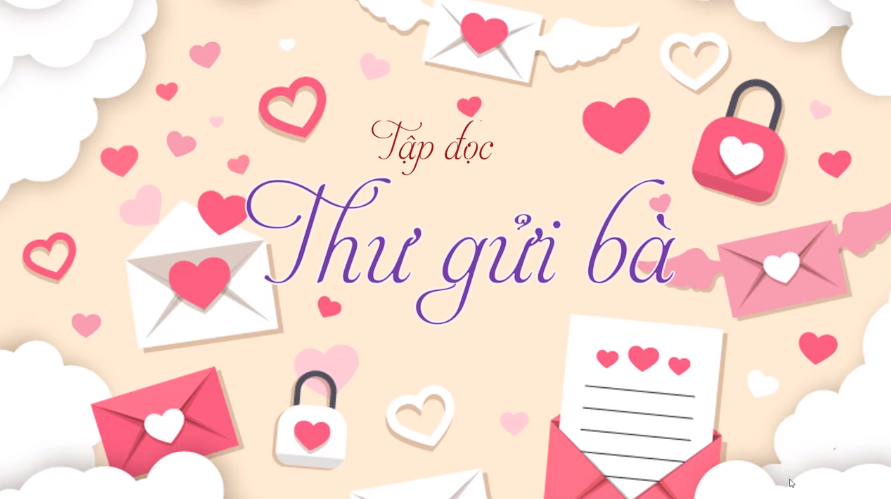 Tập đọc
Thư gửi bà